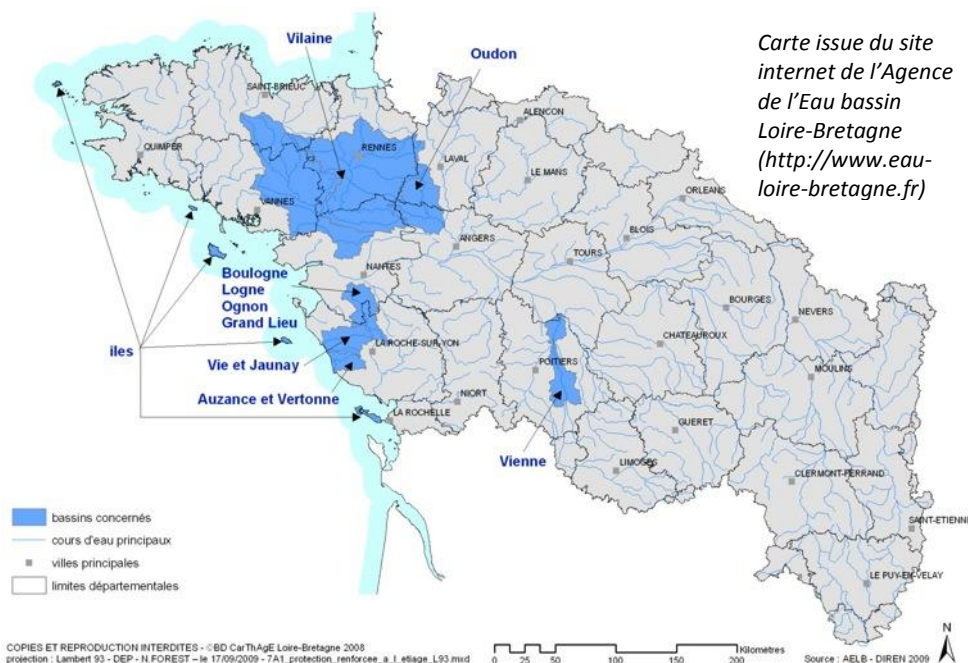 Vilaine
Oudon
Carte issue du site
internet de l'Agence
de l'Eau bassin
Loire-Bretagne
(http://www.eau-
loire-bretagne.fr)
SAINT-BRIEUC
ALENCON
QUIMPER
RENNES
LAVAL
LE MANS
ORLEANS
VANNES
BLOIS
ANGERS
TOURS
NANTES
Boulogne
Logne
Ognon
Grand Lieu
BOURGES
NEVERS
iles
LA ROCHE-SUR-YON
CHATEAUROUX
Vie et Jaunay
POITIERS
MOULINS
Auzance et Vertonne
NIORT
LA ROCHELLE
GUERET
Vienne
LIMOGES
CLERMONT-FERRAND
bassins concernés
cours d'eau principaux
villes principales
limites départementales
SAINT-ETIENNE
LE PUY-EN-VELAY
N
COPIES ET REPRODUCTION INTERDITES - ©BD CarThAgE Loire-Bretagne 2008
projection : Lambert 93 - DEP - N.FOREST – le 17/09/2009 - 7A1_protection_renforcee_a_l_etiage_L93.mxd
Kilomètres
0 25 50 100 150 200
Source : AELB - DIREN 2009